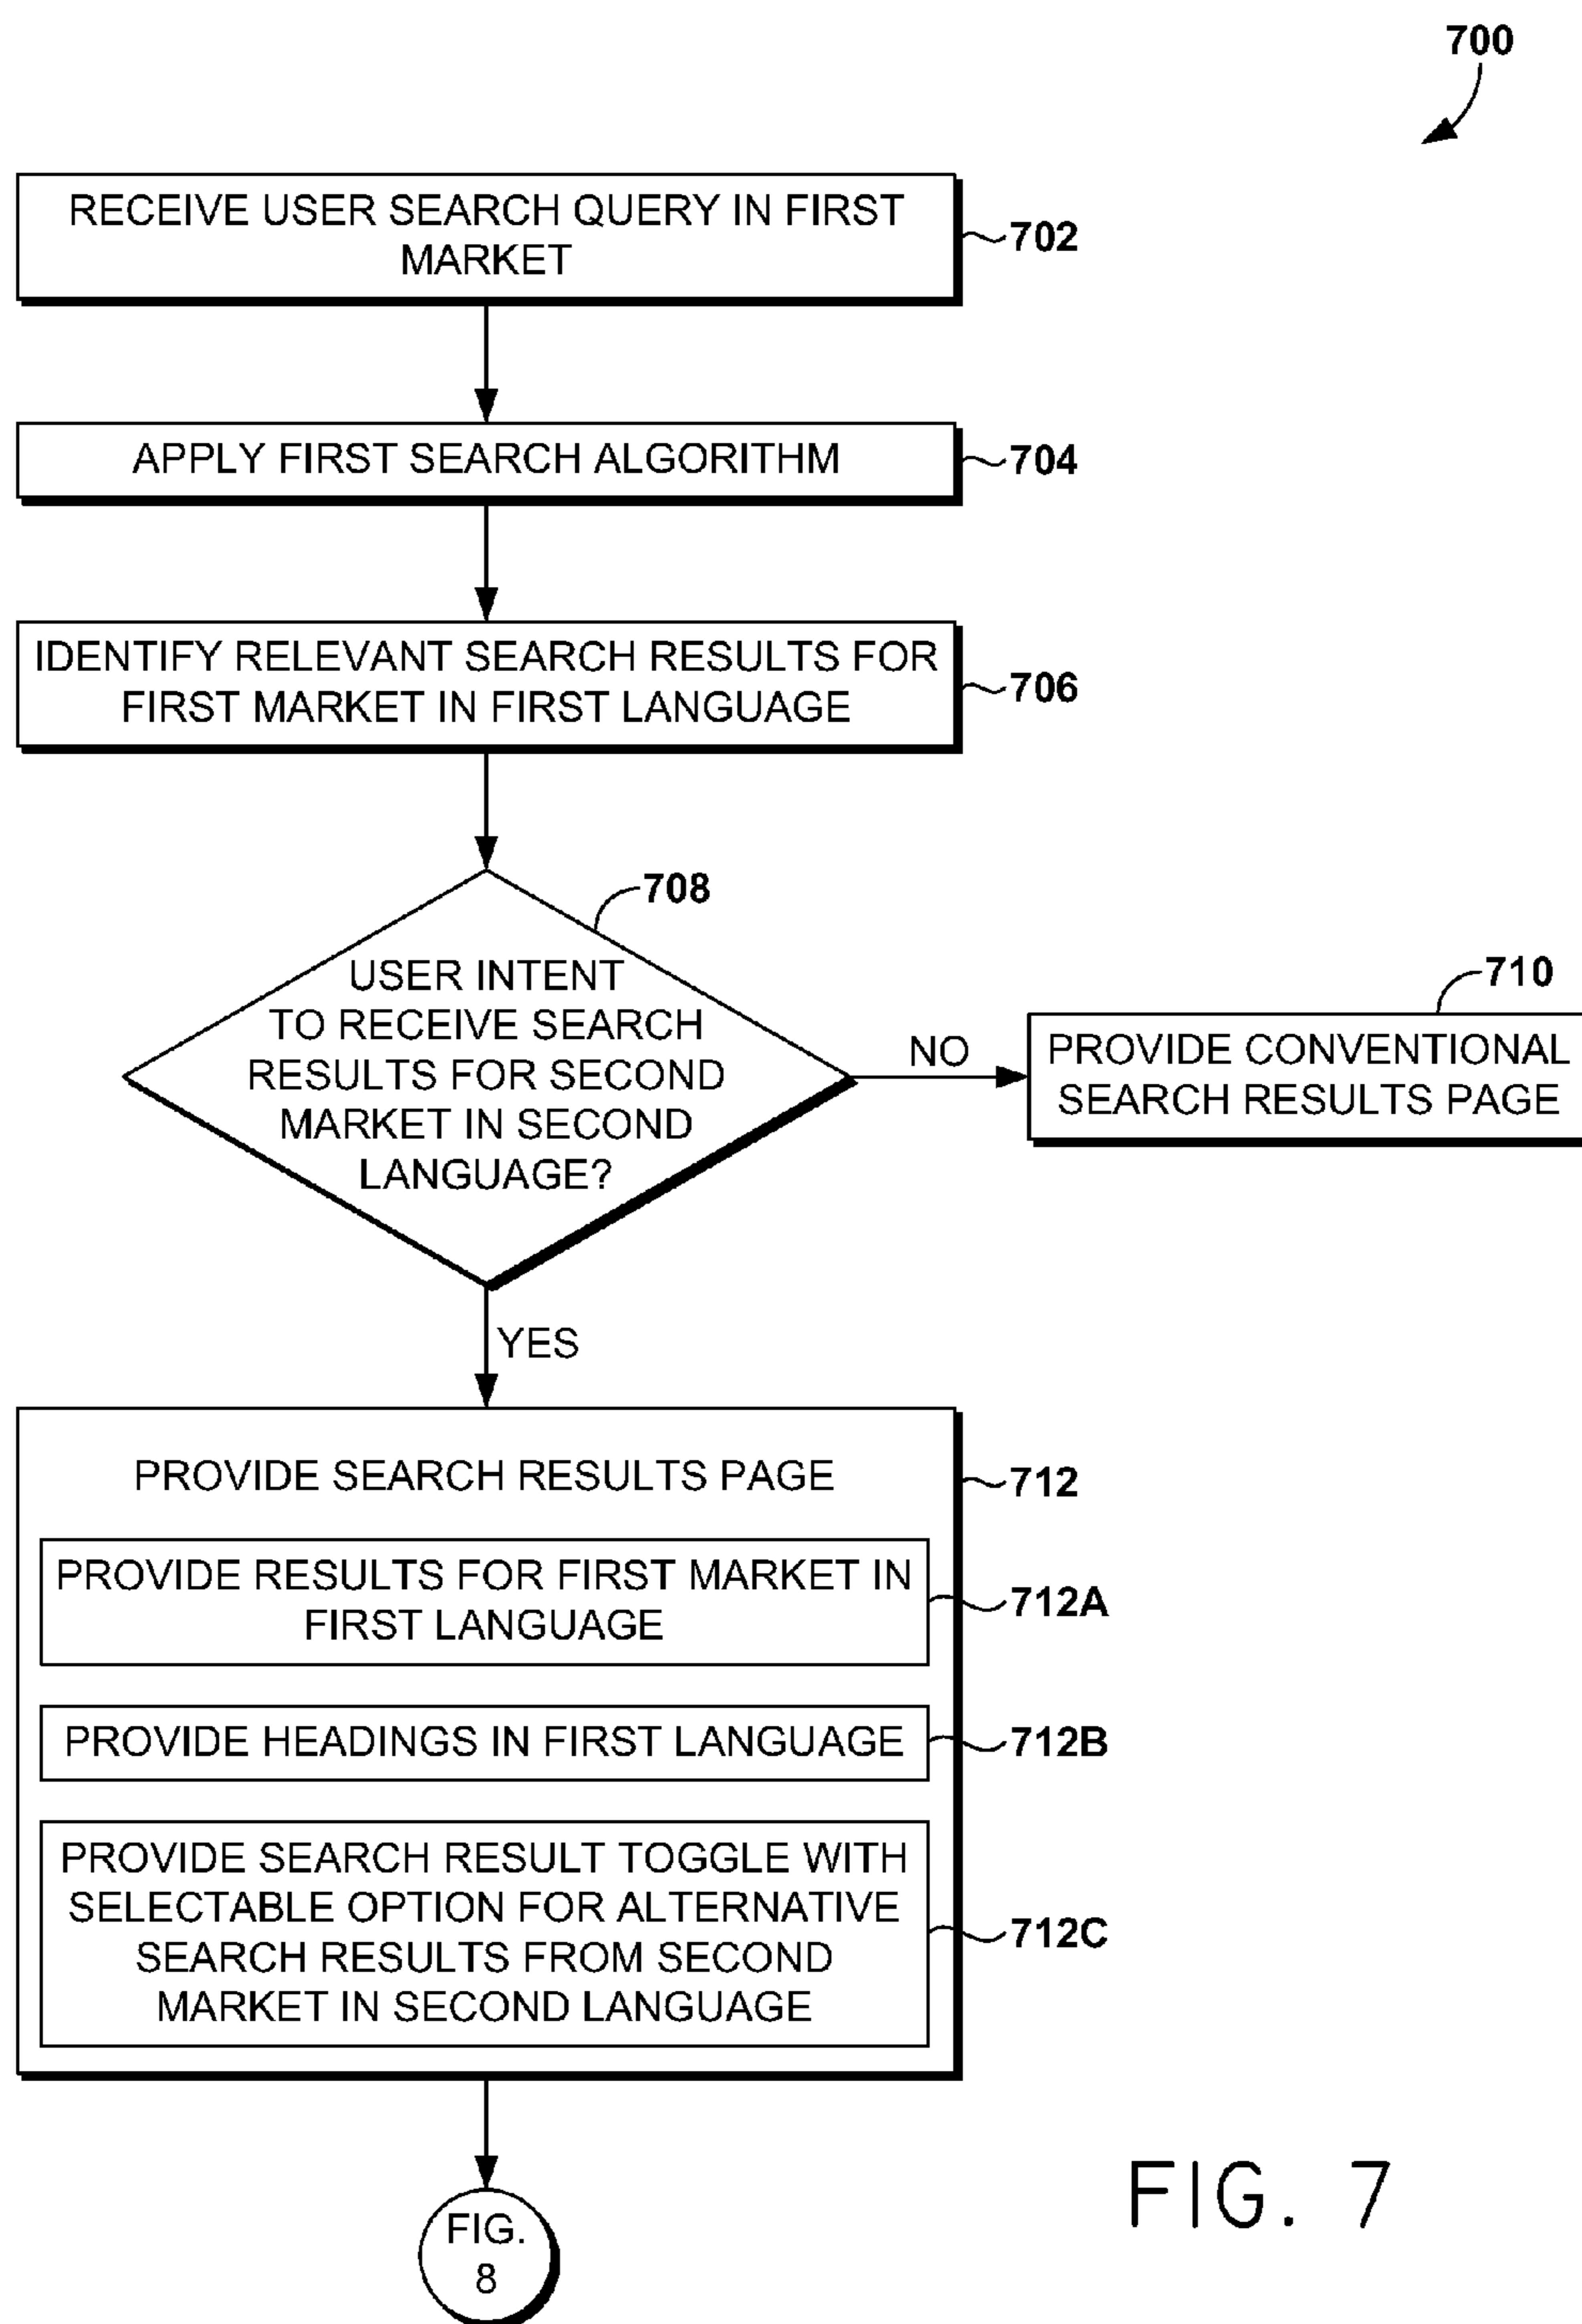 700
RECEIVE USER SEARCH QUERY IN FIRST
MARKET
702
APPLY FIRST SEARCH ALGORITHM
704
IDENTIFY RELEVANT SEARCH RESULTS FOR
FIRST MARKET IN FIRST LANGUAGE
706
708
USER INTENT
TO RECEIVE SEARCH
RESULTS FOR SECOND
MARKET IN SECOND
LANGUAGE?
NO
710
PROVIDE CONVENTIONAL
SEARCH RESULTS PAGE
YES
PROVIDE SEARCH RESULTS PAGE
712
PROVIDE RESULTS FOR FIRST MARKET IN
FIRST LANGUAGE
712A
PROVIDE HEADINGS IN FIRST LANGUAGE
712B
PROVIDE SEARCH RESULT TOGGLE WITH
SELECTABLE OPTION FOR ALTERNATIVE
SEARCH RESULTS FROM SECOND
MARKET IN SECOND LANGUAGE
712C
FIG.
8
FIG. 7